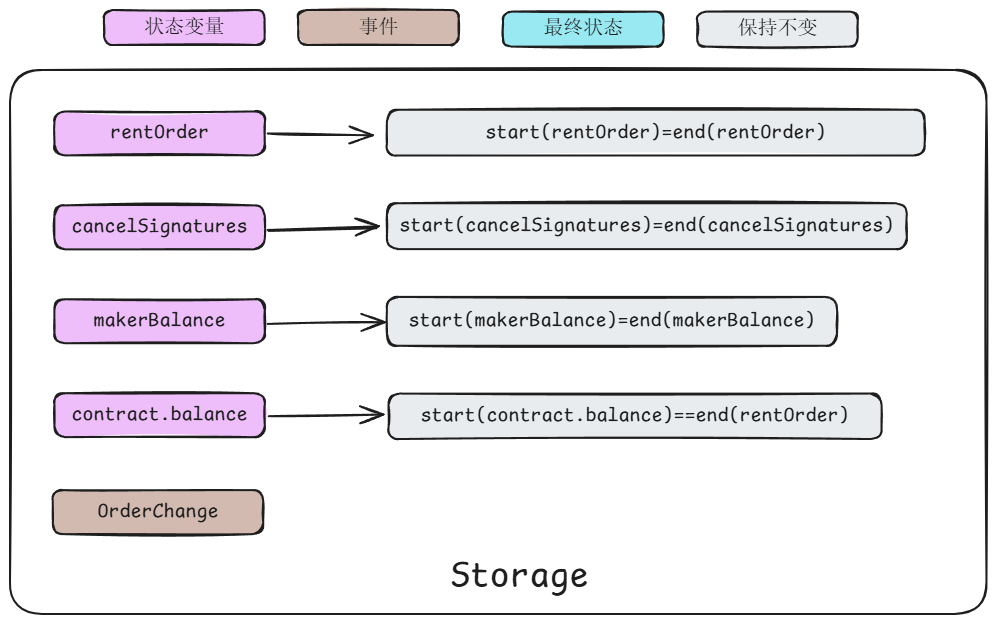 状态变量
事件
最终状态
保持不变
rentOrder
start(rentOrder)=end(rentOrder)
cancelSignatures
start(cancelSignatures)=end(cancelSignatures)
makerBalance
start(makerBalance)=end(makerBalance)
contract.balance
start(contract.balance)==end(rentOrder)
OrderChange
Storage